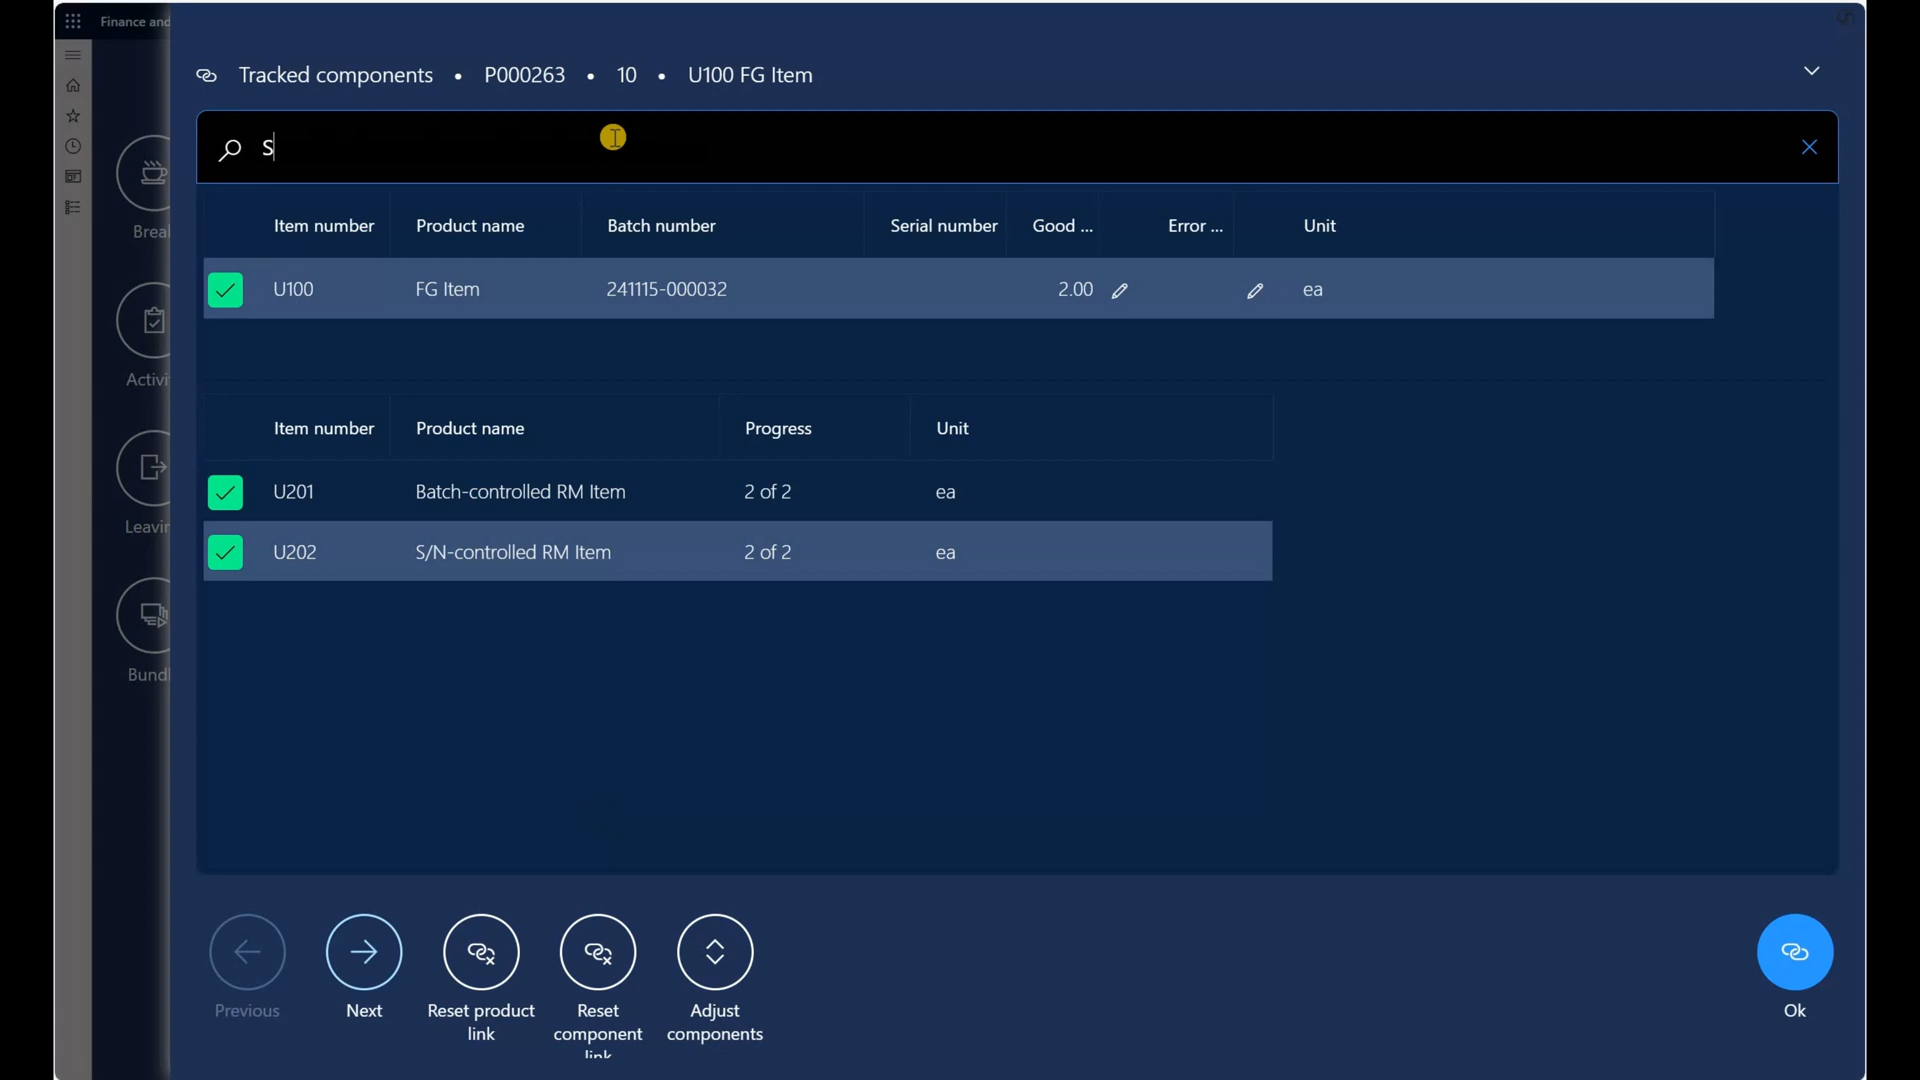 Finance and
Tracked components • P000263 • 10 • U100 FG Item
S
Item number Product name Batch number Serial number Good ... Error ... Unit
U100 FG Item 241115-000032 2.00 ea
Item number Product name Progress Unit
U201 Batch-controlled RM Item 2 of 2 ea
U202 S/N-controlled RM Item 2 of 2 ea
Brea
Activi
Leavin
Bundl
Previous
Next
Reset product
link
Reset
component
link
Adjust
components
Ok